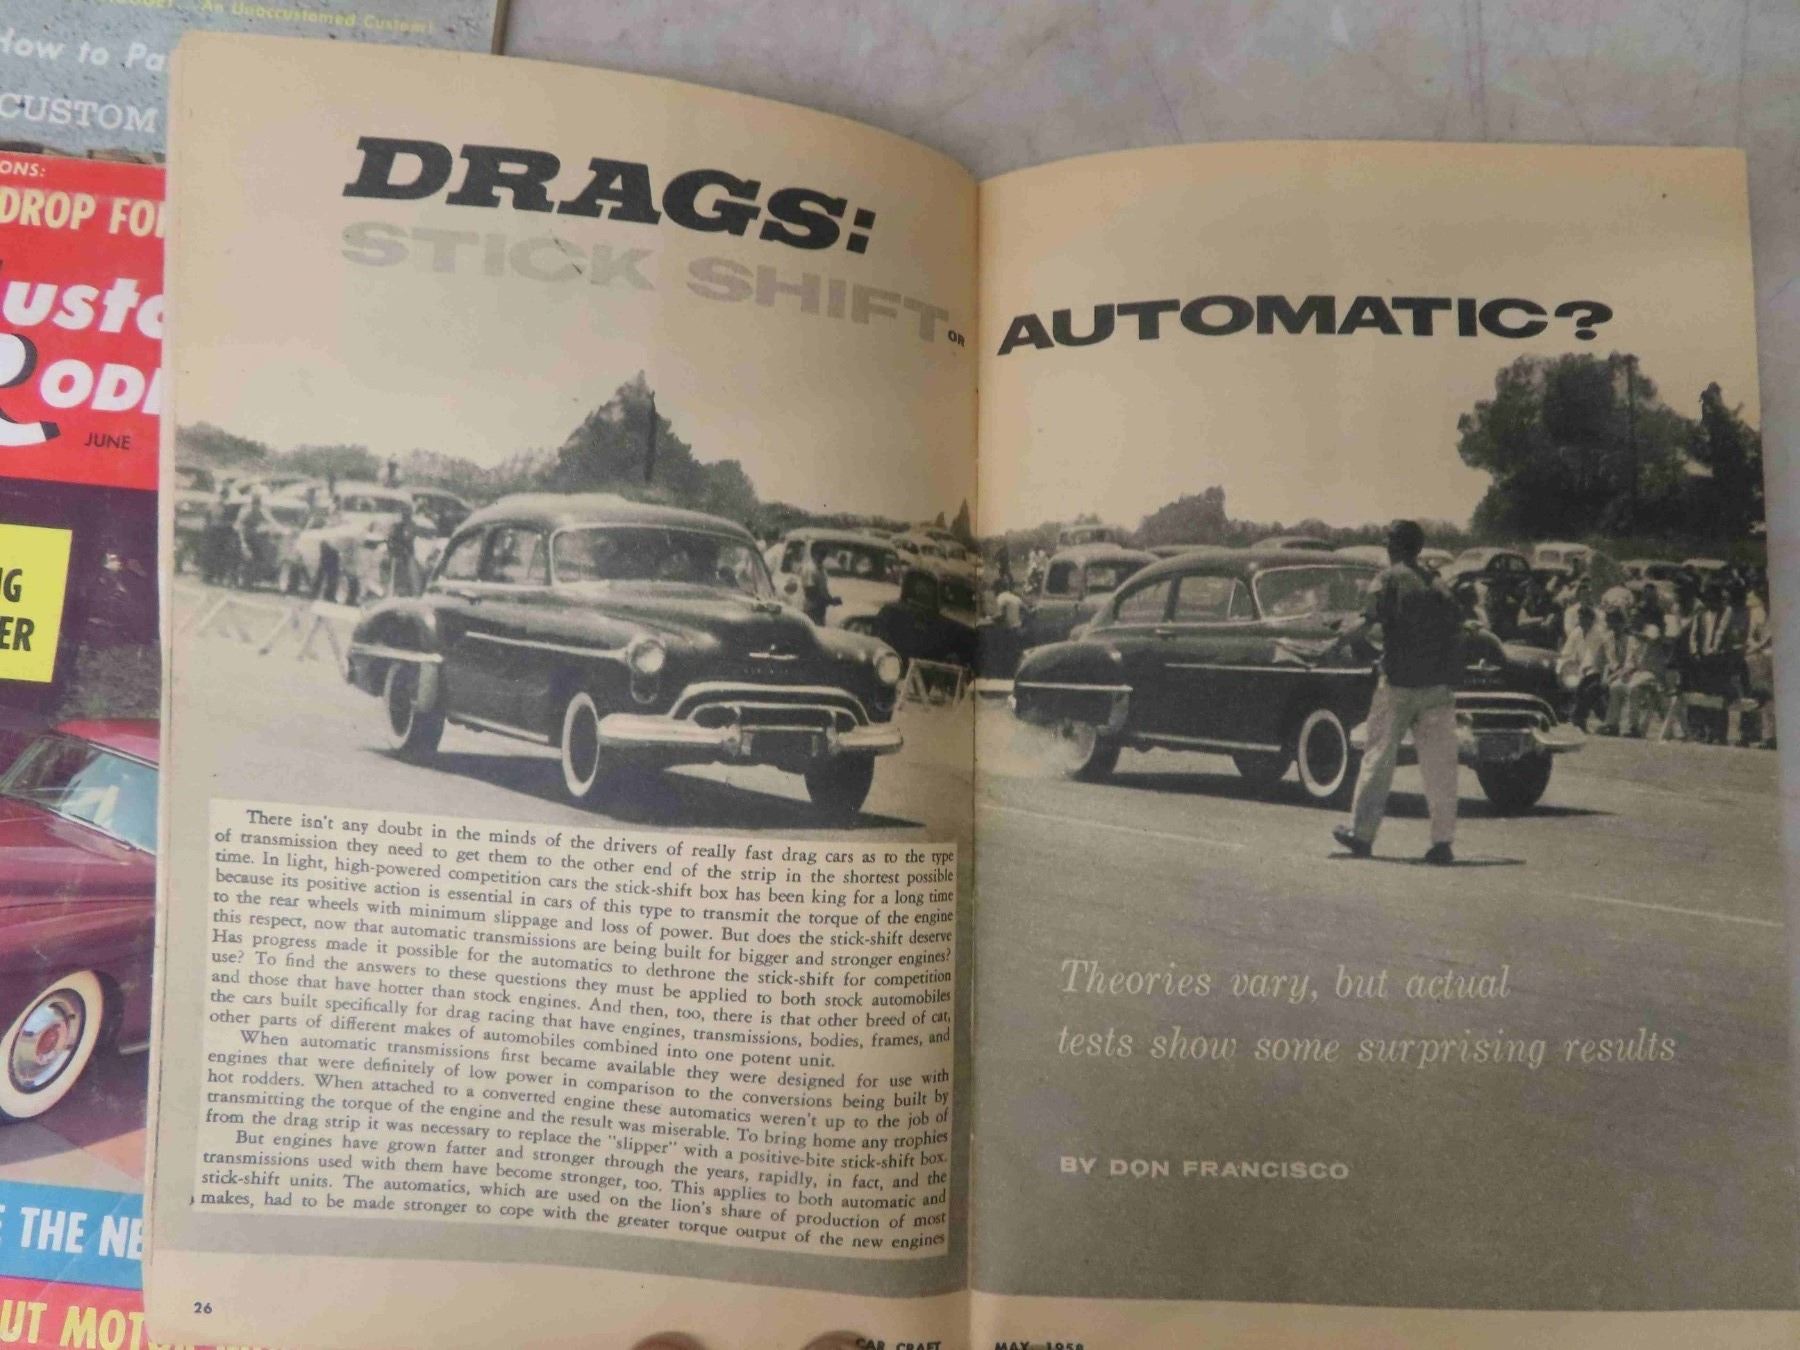 An Unaccustomed Custom!
How to Pa
CUSTOM
ONS:
DROP FO
usto
ODI
JUNE
NG
ER
THE NE
UT MOT
DRAGS:
STICK SHIFT OR AUTOMATIC?
There isn't any doubt in the minds of the drivers of really fast drag cars as to the type
of transmission they need to get them to the other end of the strip in the shortest possible
time. In light, high-powered competition cars the stick-shift box has been king for a long time
because its positive action is essential in cars of this type to transmit the torque of the engine
to the rear wheels with minimum slippage and loss of power. But does the stick-shift deserve
this respect, now that automatic transmissions are being built for bigger and stronger engines?
Has progress made it possible for the automatics to dethrone the stick-shift for competition
use? To find the answers to these questions they must be applied to both stock automobiles
and those that have hotter than stock engines. And then, too, there is that other breed of car,
the cars built specifically for drag racing that have engines, transmissions, bodies, frames, and
other parts of different makes of automobiles combined into one potent unit.
When automatic transmissions first became available they were designed for use with
engines that were definitely of low power in comparison to the conversions being built by
hot rodders. When attached to a converted engine these automatics weren't up to the job of
transmitting the torque of the engine and the result was miserable. To bring home any trophies
from the drag strip it was necessary to replace the "slipper" with a positive-bite stick-shift box.
But engines have grown fatter and stronger through the years, rapidly, in fact, and the
transmissions used with them have become stronger, too. This applies to both automatic and
stick-shift units. The automatics, which are used on the lion's share of production of most
makes, had to be made stronger to cope with the greater torque output of the new engines
Theories vary, but actual
tests show some surprising results
BY DON FRANCISCO
26
CAR CRAFT MAY, 1958